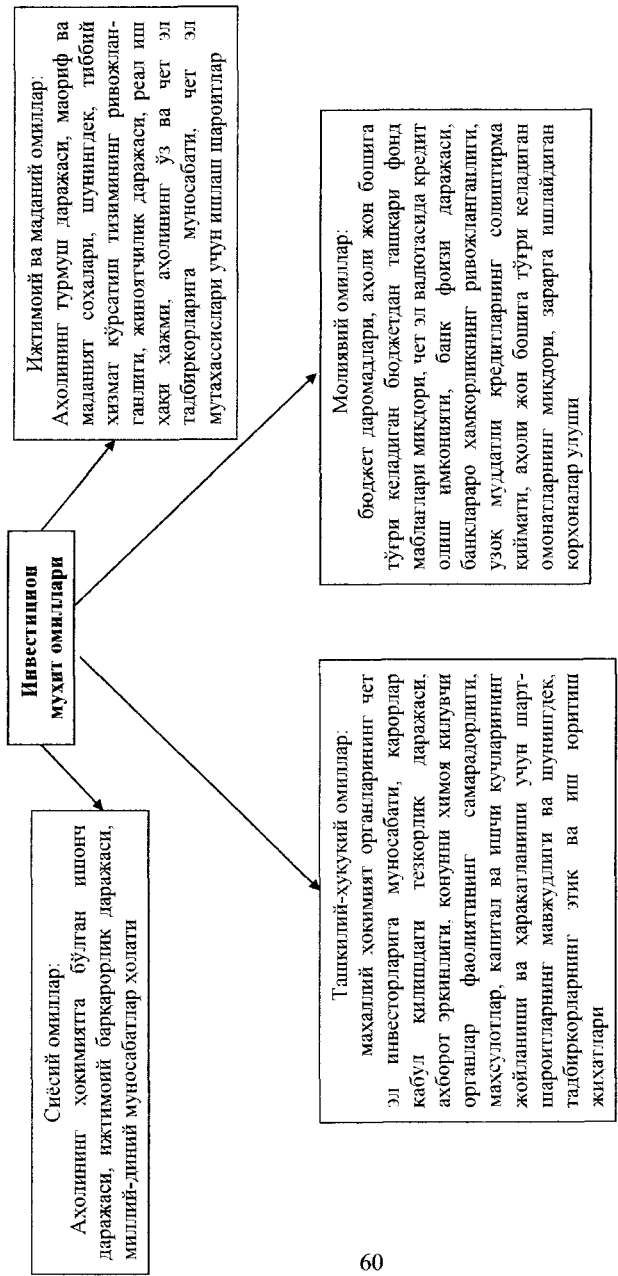 Инвестицион
муҳит омиллари
Сиёсий омиллар:
Аҳолининг ҳокимиятга бўлган ишонч
даражаси, ижтимоий барқарорлик даражаси,
миллий-диний муносабатлар ҳолати
Ижтимоий ва маданий омиллар:
Аҳолининг турмуш даражаси, маориф ва
маданият соҳалари, шунингдек, тиббий
хизмат кўрсатиш тизимининг ривожлан-
ганлиги, жиноятчилик даражаси, реал иш
ҳақи ҳажми, аҳолининг ўз ва чет эл
тадбиркорларига муносабати, чет эл
мутахассислари учун ишлаш шароитлар
Ташкилий-ҳуқуқий омиллар:
маҳаллий ҳокимият органларининг чет
эл инвесторларига муносабати, қарорлар
қабул қилишдаги тезкорлик даражаси,
ахборот эркинлиги, қонунни ҳимоя қилувчи
органлар фаолиятининг самарадорлиги,
маҳсулотлар, капитал ва ишчи кучларининг
жойланиши ва ҳаракатланиши учун шарт-
шароитларнинг мавжудлиги ва шунингдек,
тадбиркорларнинг этик ва иш юритиш
жиҳатлари
Молиявий омиллар:
бюджет даромадлари, аҳоли жон бошига
тўғри келадиган бюджетдан ташқари фонд
маблағлари миқдори, чет эл валютасида кредит
олиш имконияти, банк фоизи даражаси,
банклараро ҳамкорликнинг ривожланганлиги,
узоқ муддатли кредитларнинг солиштирма
қиймати, аҳоли жон бошига тўғри келадиган
омонатларнинг миқдори, зарарга ишлайдиган
корхоналар улуши
60